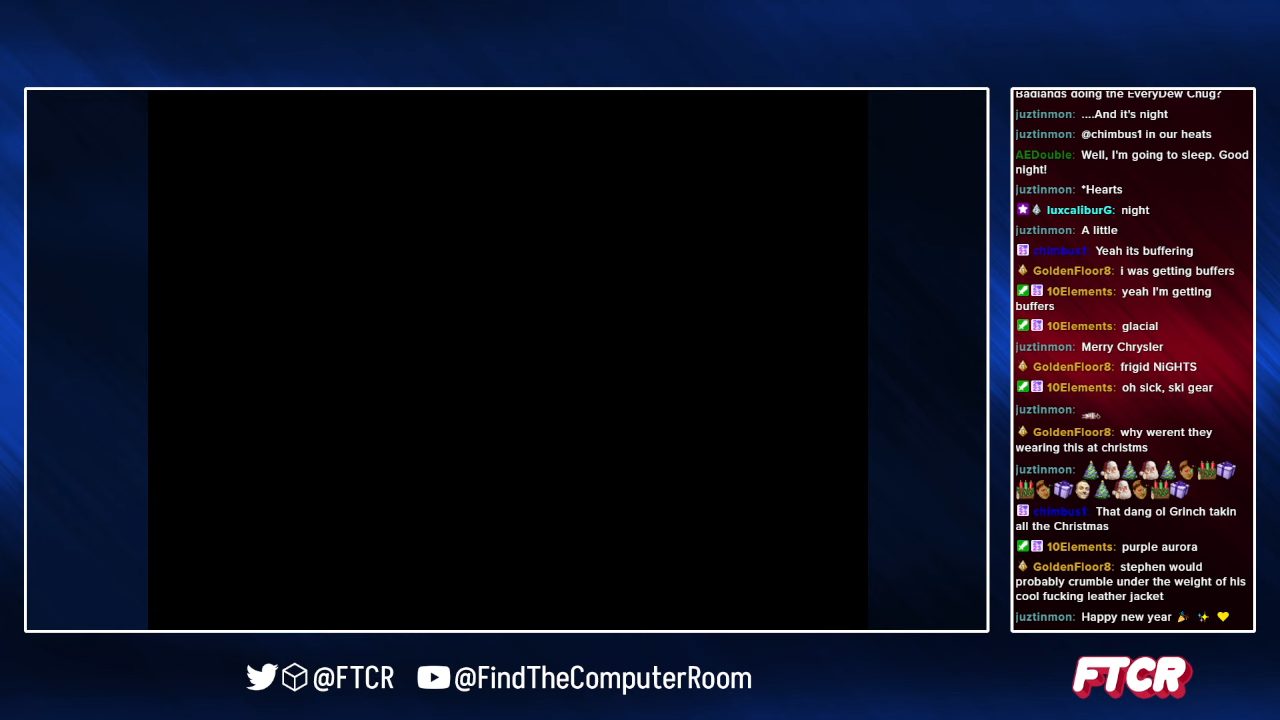 Badlands doing the EveryDew Chug?
juztinmon: ....And it's night
juztinmon: @chimbus1 in our heats
AEDouble: Well, I'm going to sleep. Good
night!
juztinmon: *Hearts
luxcaliburG: night
juztinmon: A little
chimbus1: Yeah its buffering
GoldenFloor8: i was getting buffers
10Elements: yeah I'm getting
buffers
10Elements: glacial
juztinmon: Merry Chrysler
GoldenFloor8: frigid NiGHTS
10Elements: oh sick, ski gear
juztinmon:
GoldenFloor8: why werent they
wearing this at christms
juztinmon:
chimbus1: That dang ol Grinch takin
all the Christmas
10Elements: purple aurora
GoldenFloor8: stephen would
probably crumble under the weight of his
cool fucking leather jacket
juztinmon: Happy new year 🎉 ✨ 💛
@FTCR @FindTheComputerRoom
FTCR